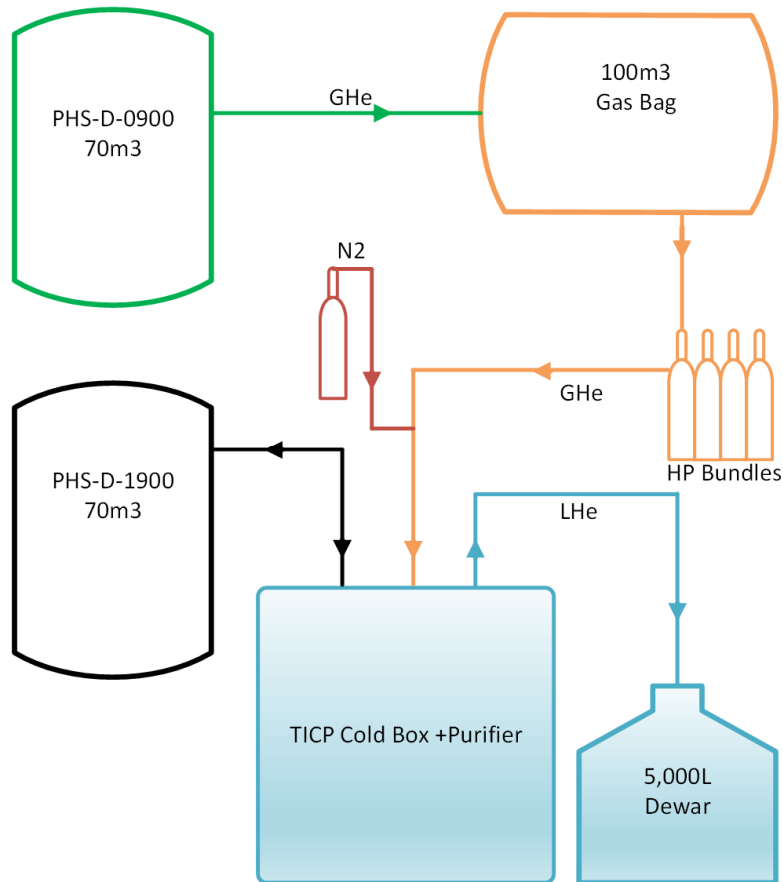 PHS-D-0900
70m3
GHe
100m3
Gas Bag
N2
GHe
HP Bundles
PHS-D-1900
70m3
LHe
TICP Cold Box +Purifier
5,000L
Dewar